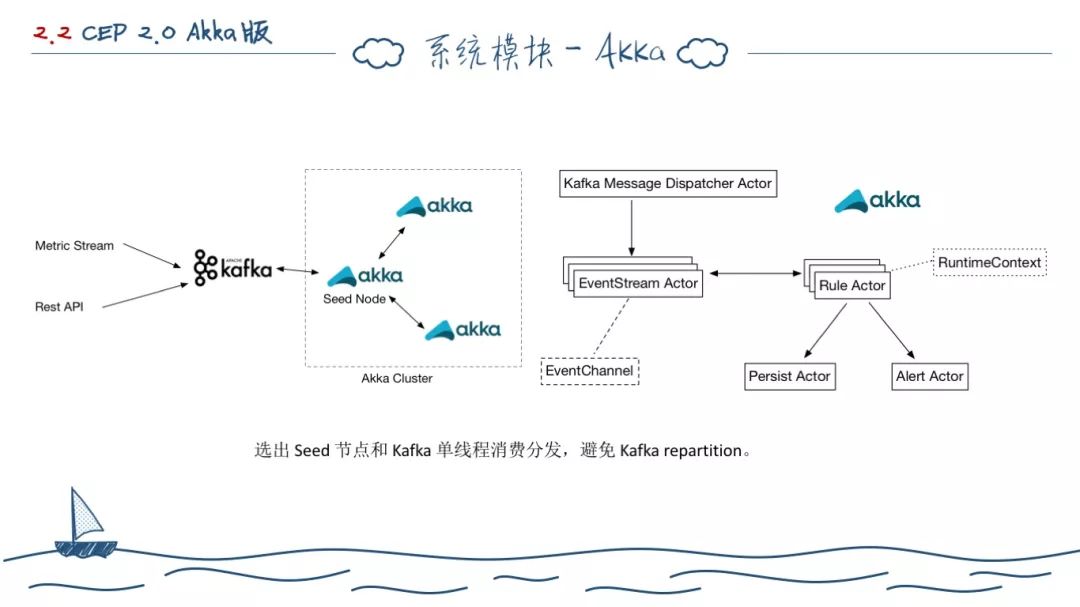 2.2 CEP 2.0 Akka版
系统模块-Akka
Metric Stream
Rest API
APACHE
kafka
akka
akka
Seed Node
akka
Akka Cluster
Kafka Message Dispatcher Actor
akka
EventStream Actor
Rule Actor
RuntimeContext
EventChannel
Persist Actor
Alert Actor
选出 Seed 节点和 Kafka 单线程消费分发，避免 Kafka repartition。